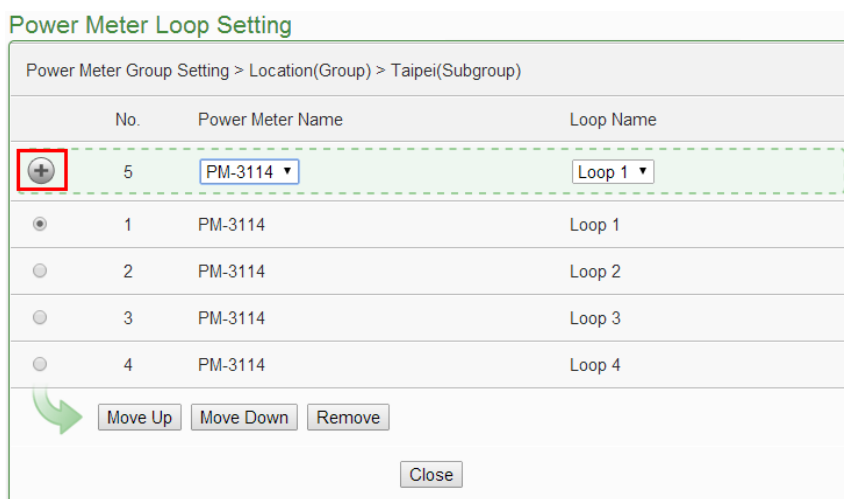 Power Meter Loop Setting
Power Meter Group Setting > Location(Group) > Taipei(Subgroup)
No. Power Meter Name Loop Name
5 PM-3114 Loop 1
1 PM-3114 Loop 1
2 PM-3114 Loop 2
3 PM-3114 Loop 3
4 PM-3114 Loop 4
Move Up Move Down Remove
Close